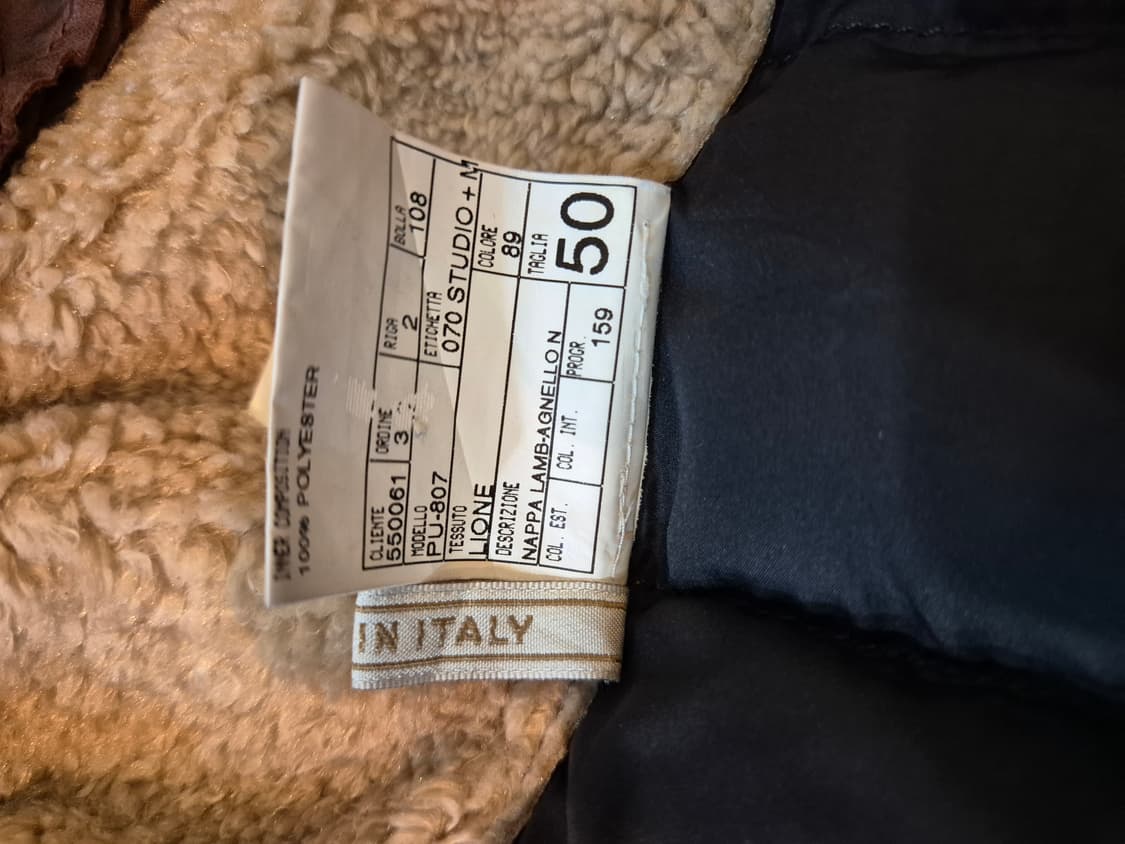 INNER COMPOSITION
100% POLYESTER
CLIENTE ORDINE RIGA BOLLA
550061 3 2 108
MODELLO ETICHETTA
PU-807 070 STUDIO + M
TESSUTO COLORE
LIONE 89
DESCRIZIONE TAGLIA
NAPPA LAMB-AGNELLO N 50
COL. EST. COL. INT. PROGR.
159
IN ITALY